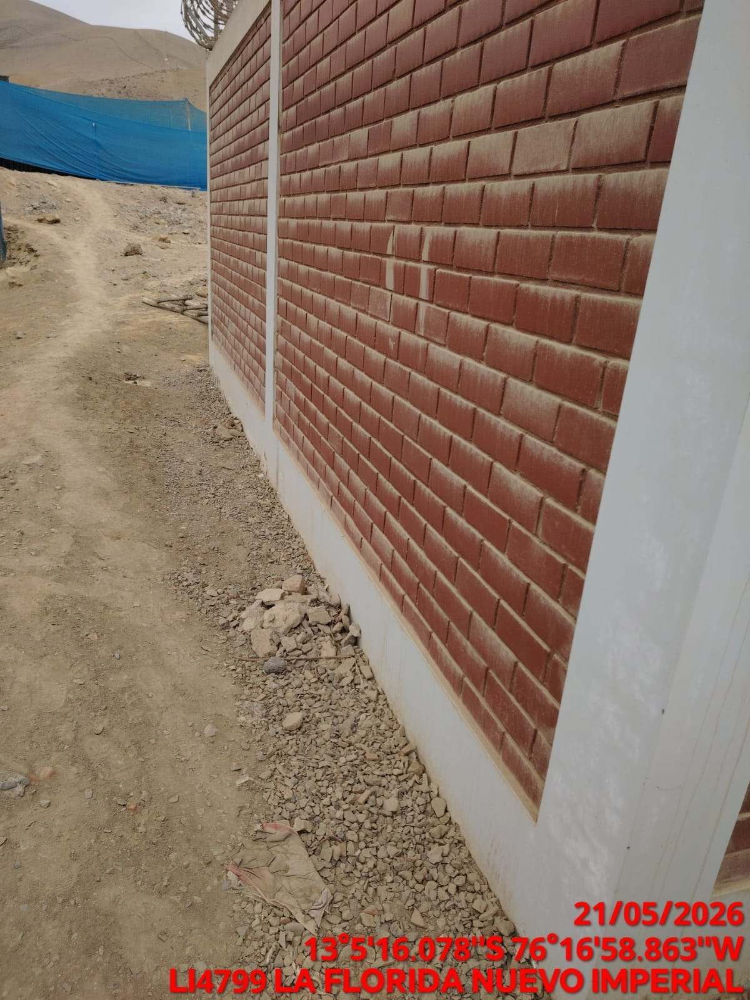 21/05/2026
13°5'16.078"S 76°16'58.863"W
LI4799 LA FLORIDA NUEVO IMPERIAL